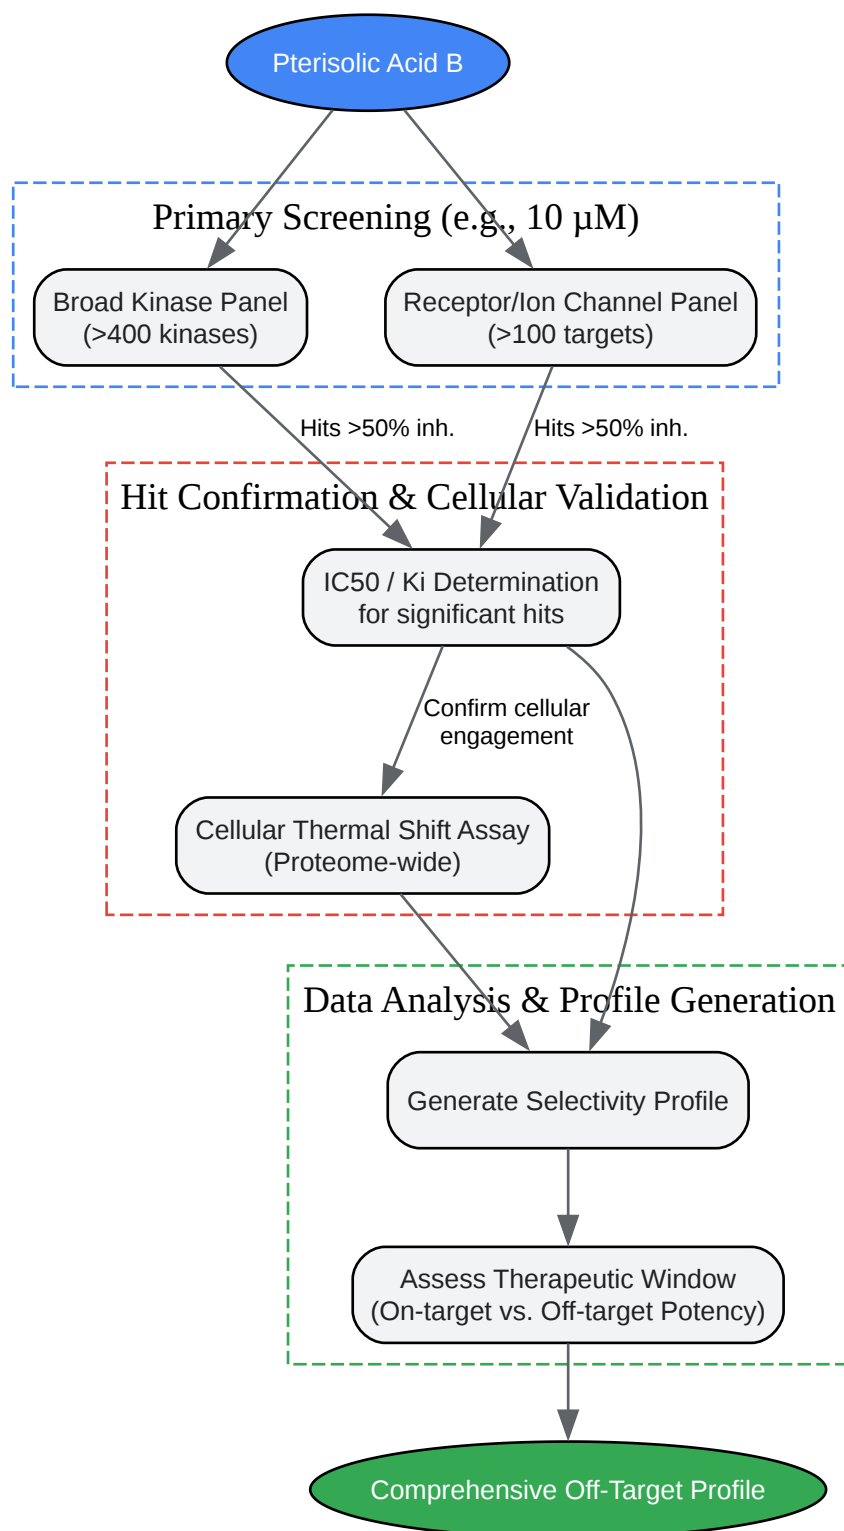 Pterisolic Acid B
Primary Screening (e.g., 10 µM)
Broad Kinase Panel
(>400 kinases)
Receptor/Ion Channel Panel
(>100 targets)
Hits >50% inh.
Hits >50% inh.
Hit Confirmation & Cellular Validation
IC50 / Ki Determination
for significant hits
Confirm cellular
engagement
Cellular Thermal Shift Assay
(Proteome-wide)
Data Analysis & Profile Generation
Generate Selectivity Profile
Assess Therapeutic Window
(On-target vs. Off-target Potency)
Comprehensive Off-Target Profile